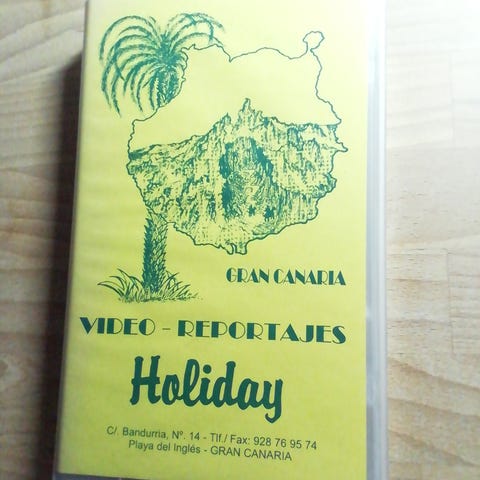 GRAN CANARIA
VIDEO - REPORTAJES
Holiday
C/. Bandurria, Nº. 14 - Tlf./ Fax: 928 76 95 74
Playa del Inglés - GRAN CANARIA